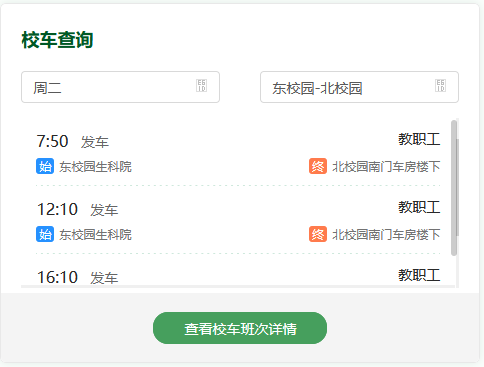 校车查询
周二
东校园-北校园
7:50 发车 教职工
始 东校园生科院 终 北校园南门车房楼下
12:10 发车 教职工
始 东校园生科院 终 北校园南门车房楼下
16:10 发车 教职工
查看校车班次详情